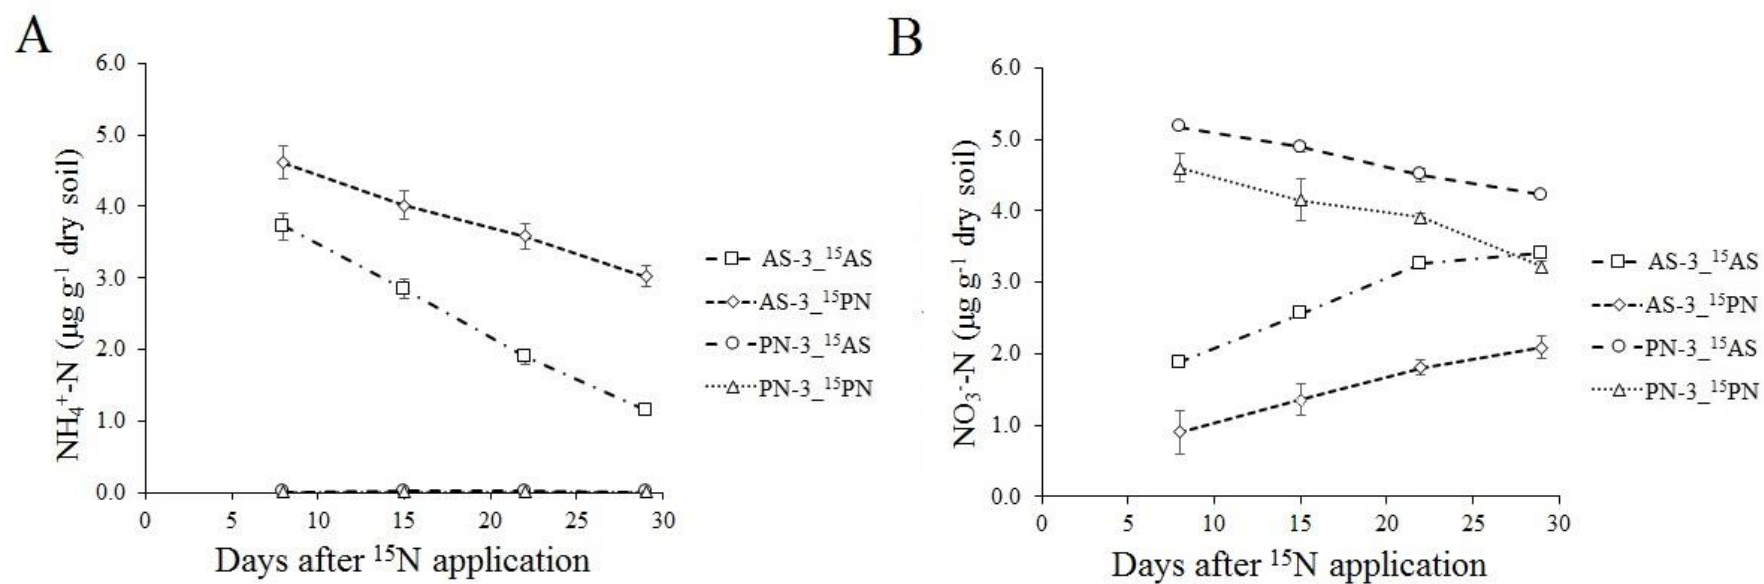 A
6.0
5.0
4.0
3.0
2.0
1.0
0.0
0 5 10 15 20 25 30
NH₄⁺-N (µg g⁻¹ dry soil)
Days after ¹⁵N application
AS-3_¹⁵AS
AS-3_¹⁵PN
PN-3_¹⁵AS
PN-3_¹⁵PN
B
6.0
5.0
4.0
3.0
2.0
1.0
0.0
0 5 10 15 20 25 30
NO₃⁻-N (µg g⁻¹ dry soil)
Days after ¹⁵N application
AS-3_¹⁵AS
AS-3_¹⁵PN
PN-3_¹⁵AS
PN-3_¹⁵PN